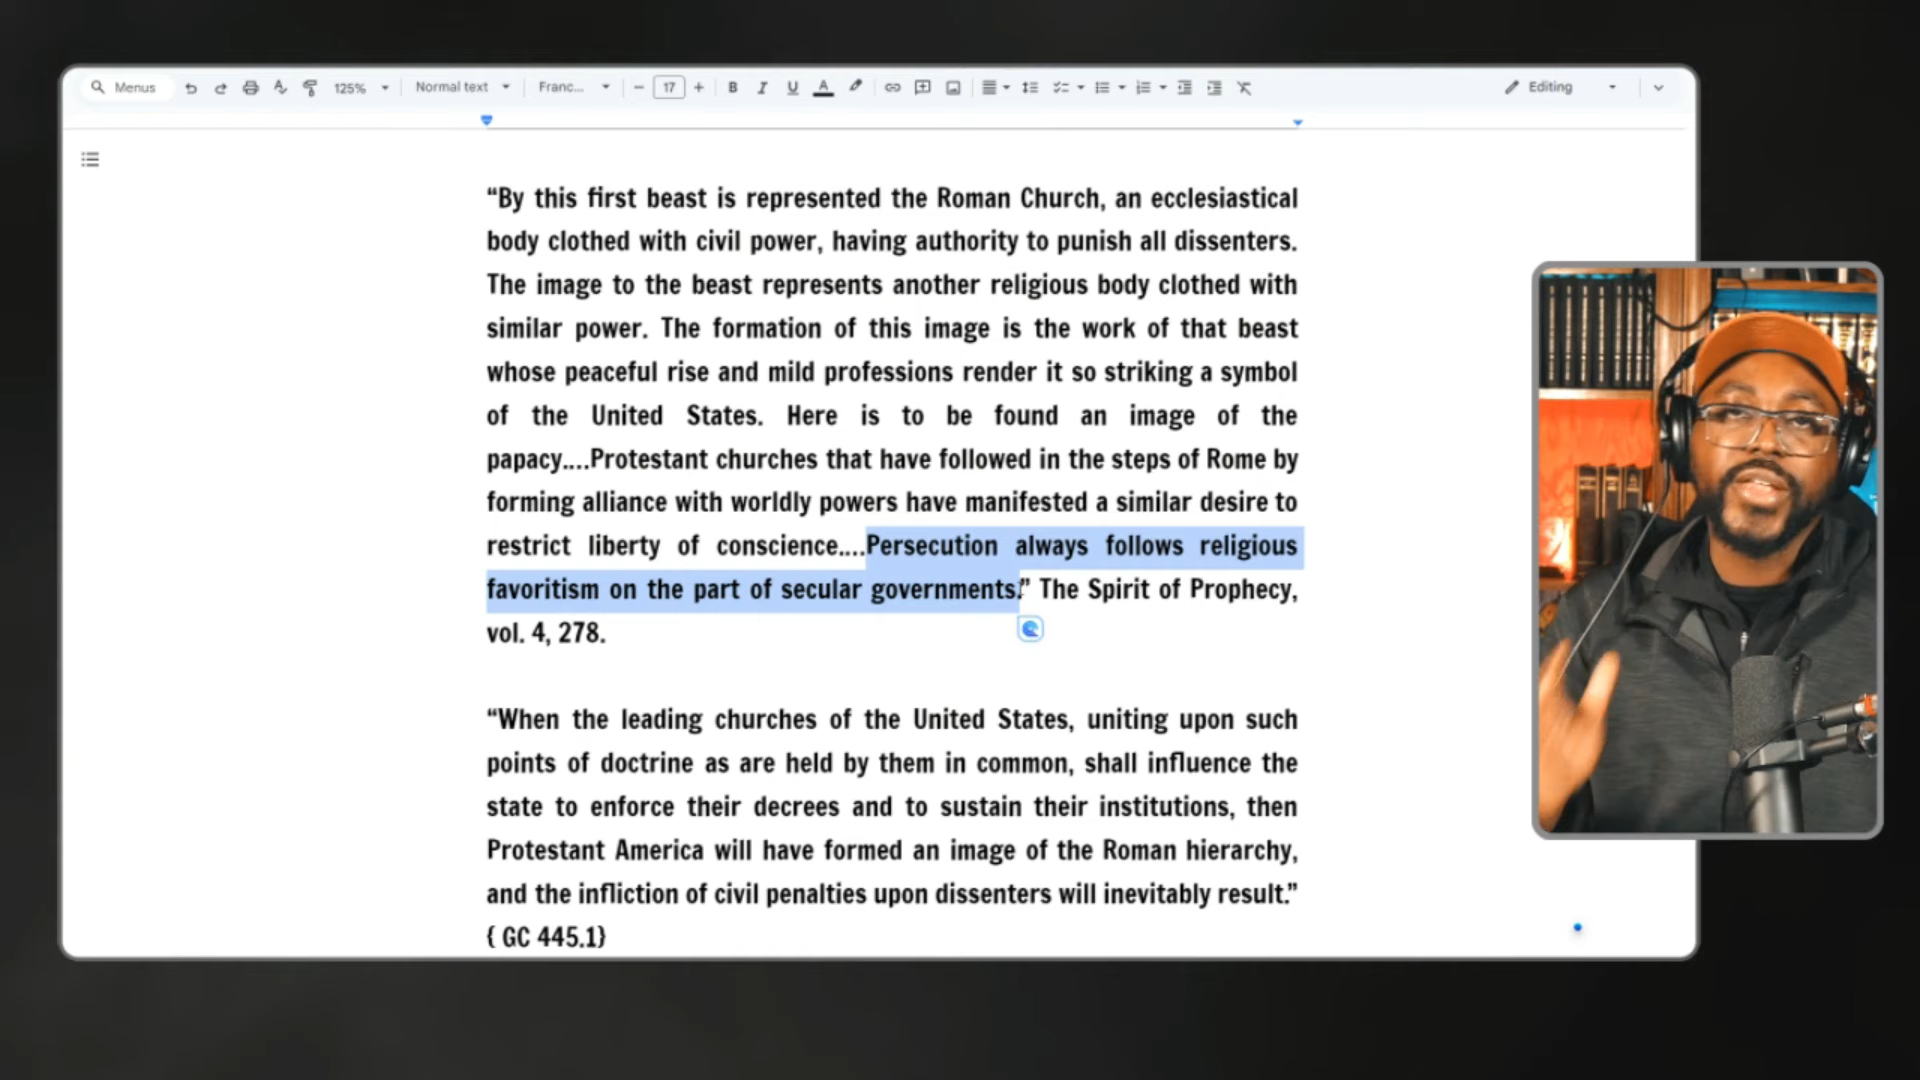 Menus 125% Normal text Franc... 17 B I U A Editing
“By this first beast is represented the Roman Church, an ecclesiastical
body clothed with civil power, having authority to punish all dissenters.
The image to the beast represents another religious body clothed with
similar power. The formation of this image is the work of that beast
whose peaceful rise and mild professions render it so striking a symbol
of the United States. Here is to be found an image of the
papacy....Protestant churches that have followed in the steps of Rome by
forming alliance with worldly powers have manifested a similar desire to
restrict liberty of conscience....Persecution always follows religious
favoritism on the part of secular governments.” The Spirit of Prophecy,
vol. 4, 278.
“When the leading churches of the United States, uniting upon such
points of doctrine as are held by them in common, shall influence the
state to enforce their decrees and to sustain their institutions, then
Protestant America will have formed an image of the Roman hierarchy,
and the infliction of civil penalties upon dissenters will inevitably result.”
{ GC 445.1}